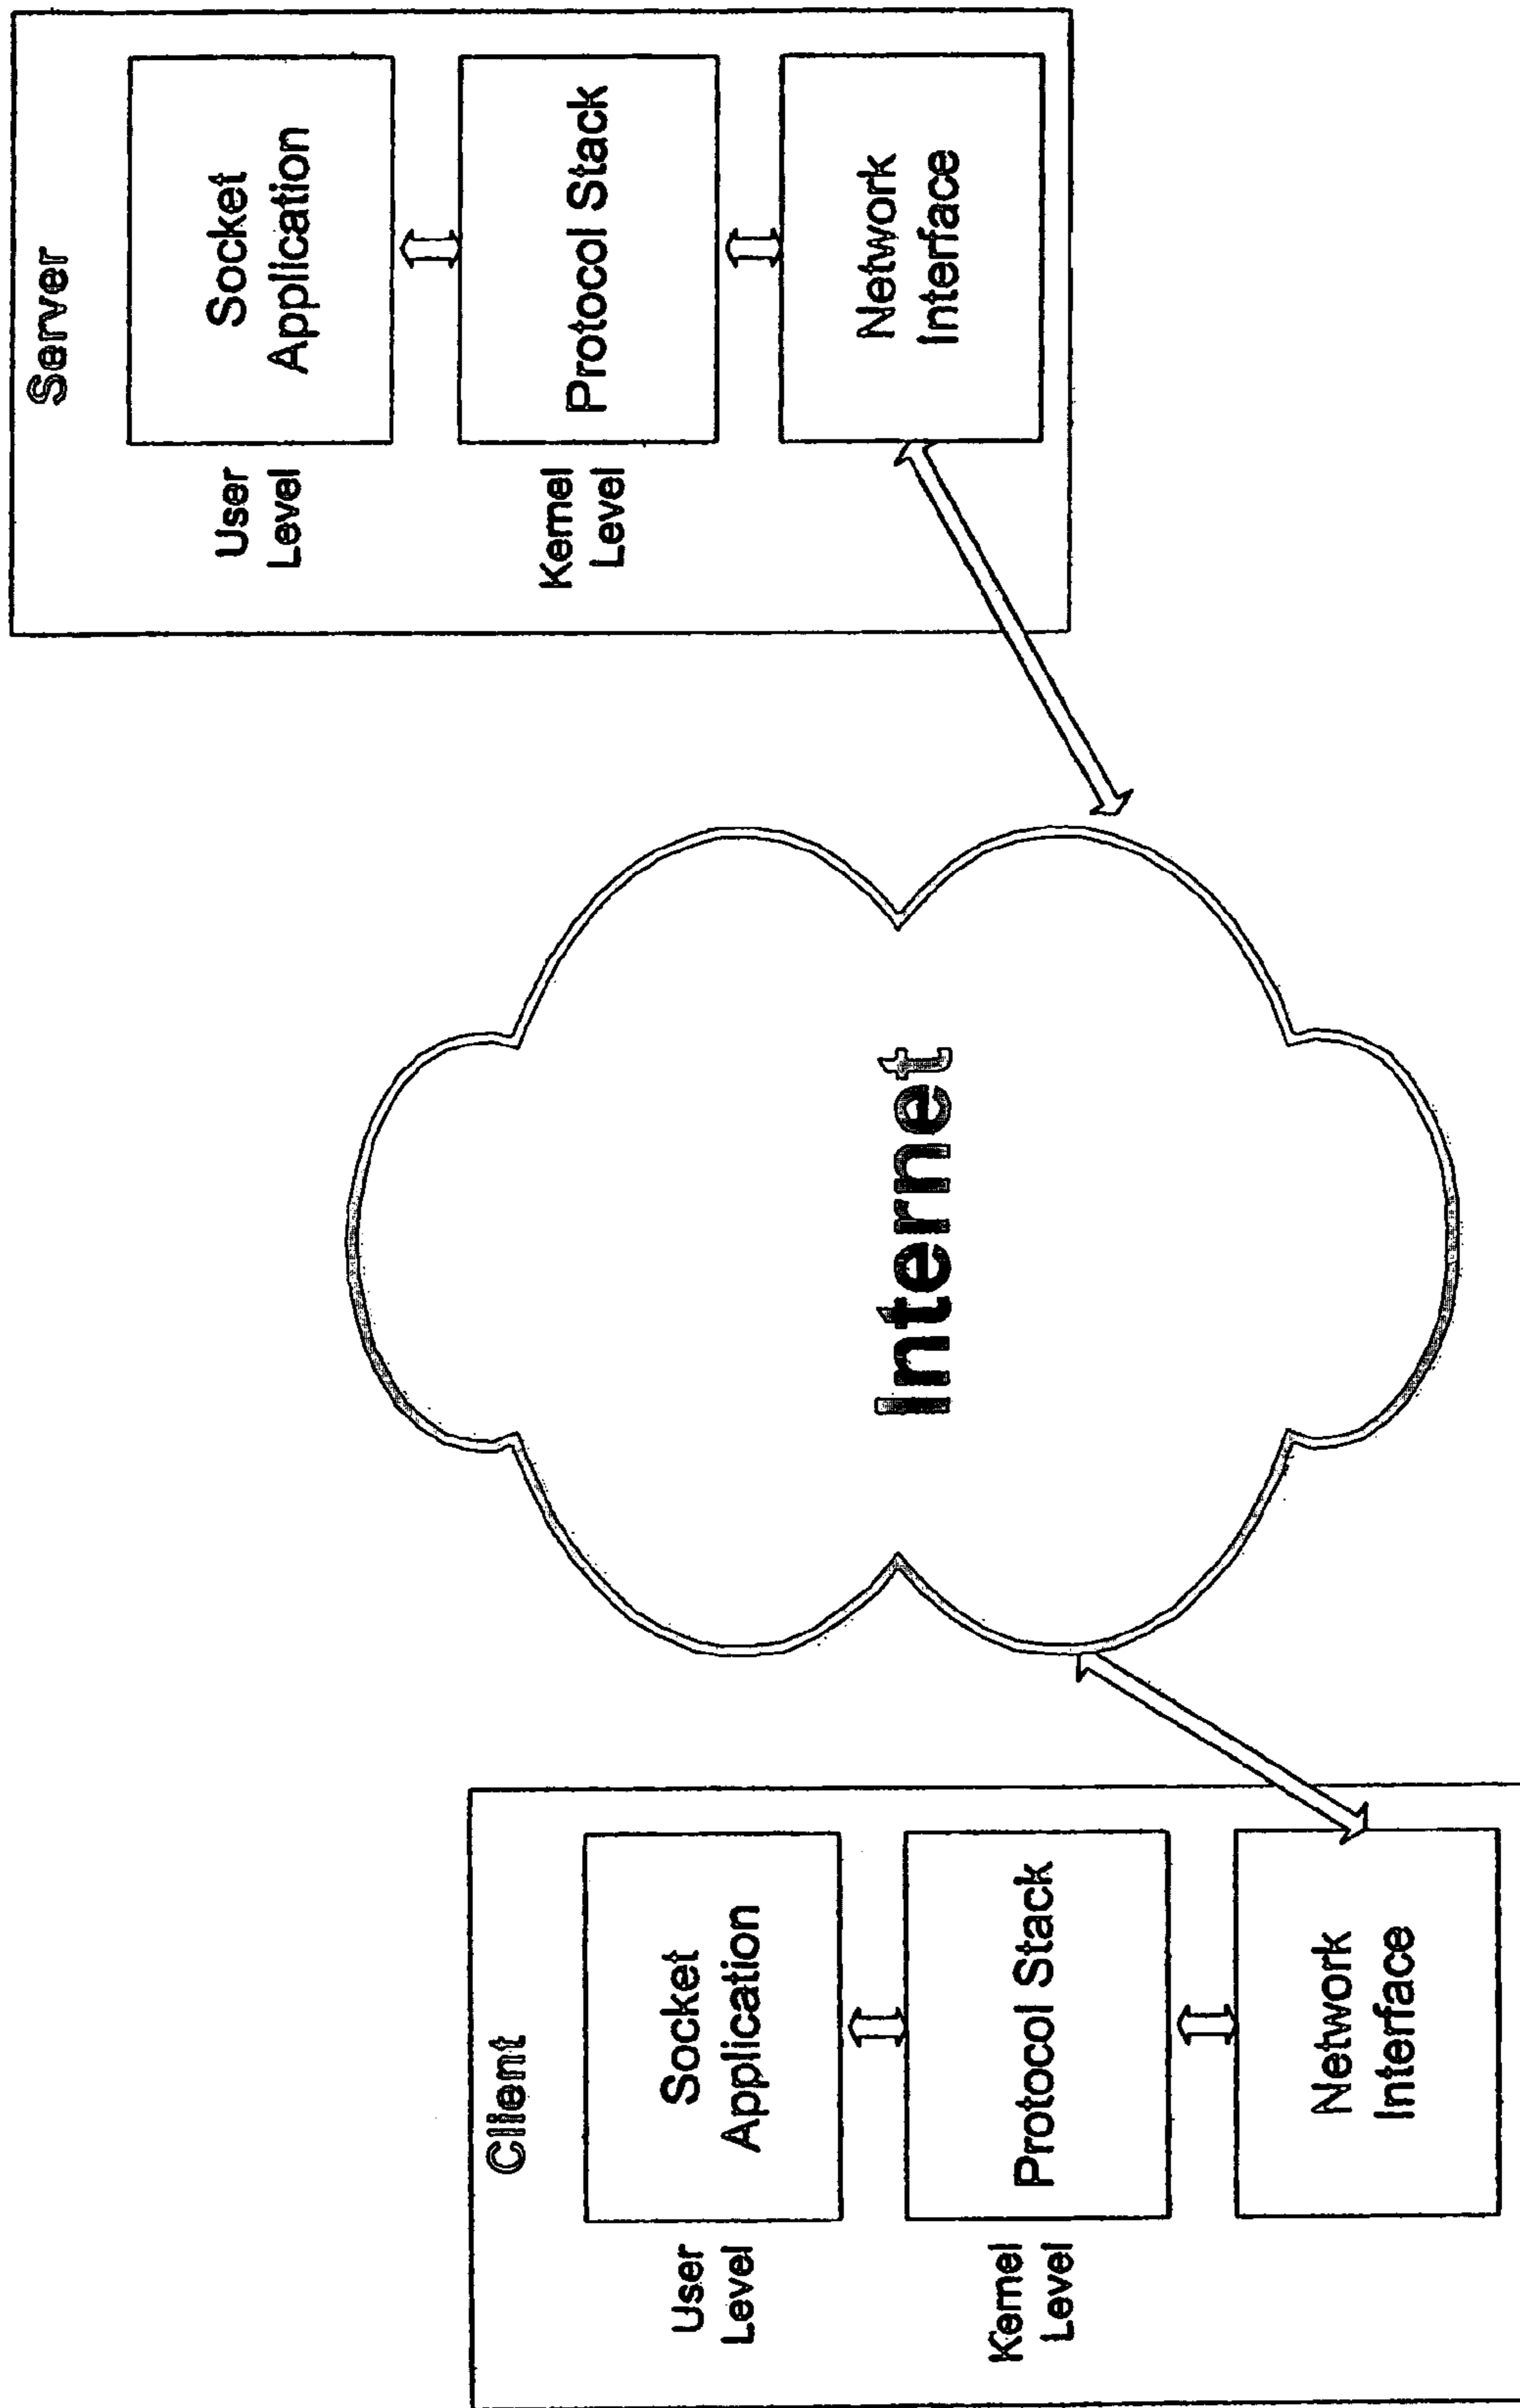 Client
User
Level
Socket
Application
Kernel
Level
Protocol Stack
Network
Interface
Internet
Server
User
Level
Socket
Application
Kernel
Level
Protocol Stack
Network
Interface